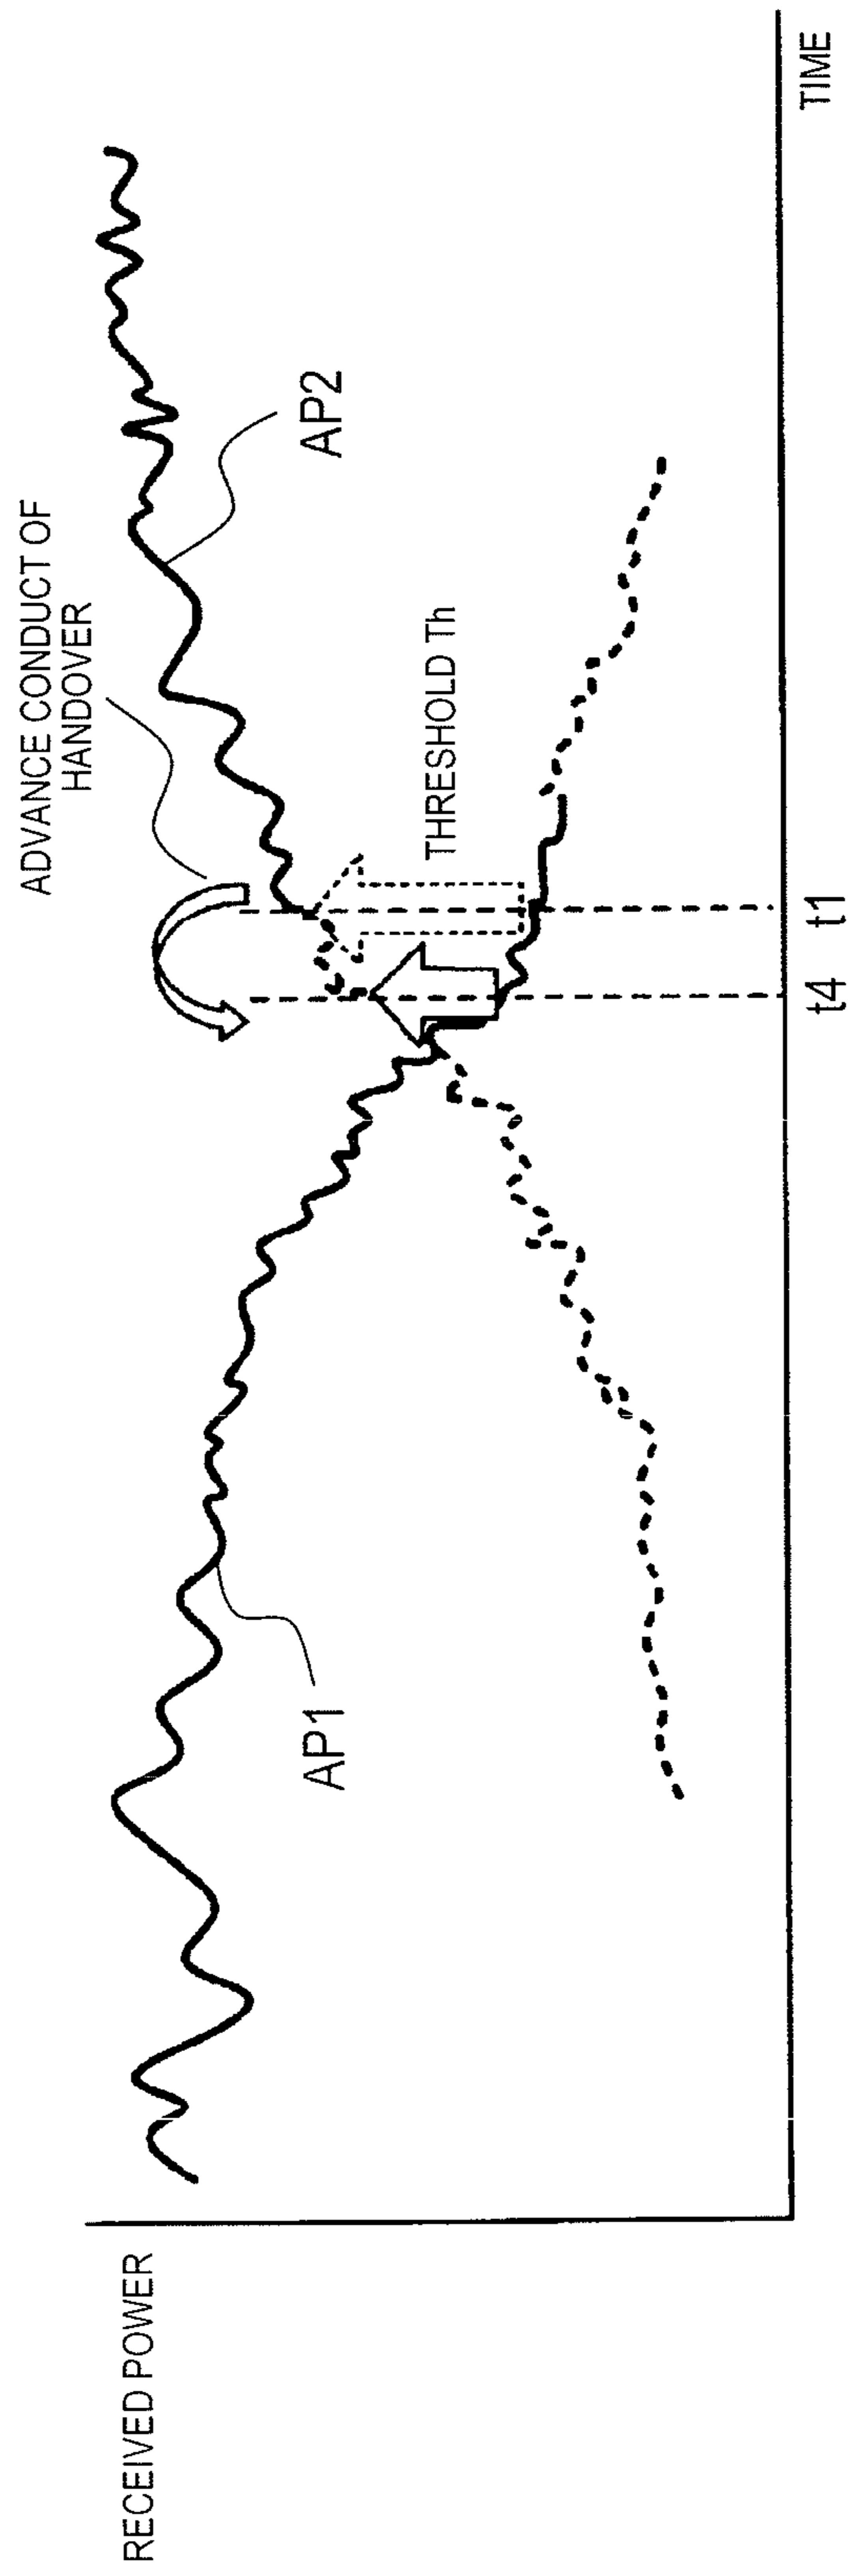 RECEIVED POWER
ADVANCE CONDUCT OF
HANDOVER
AP1
AP2
THRESHOLD Th
t4
t1
TIME